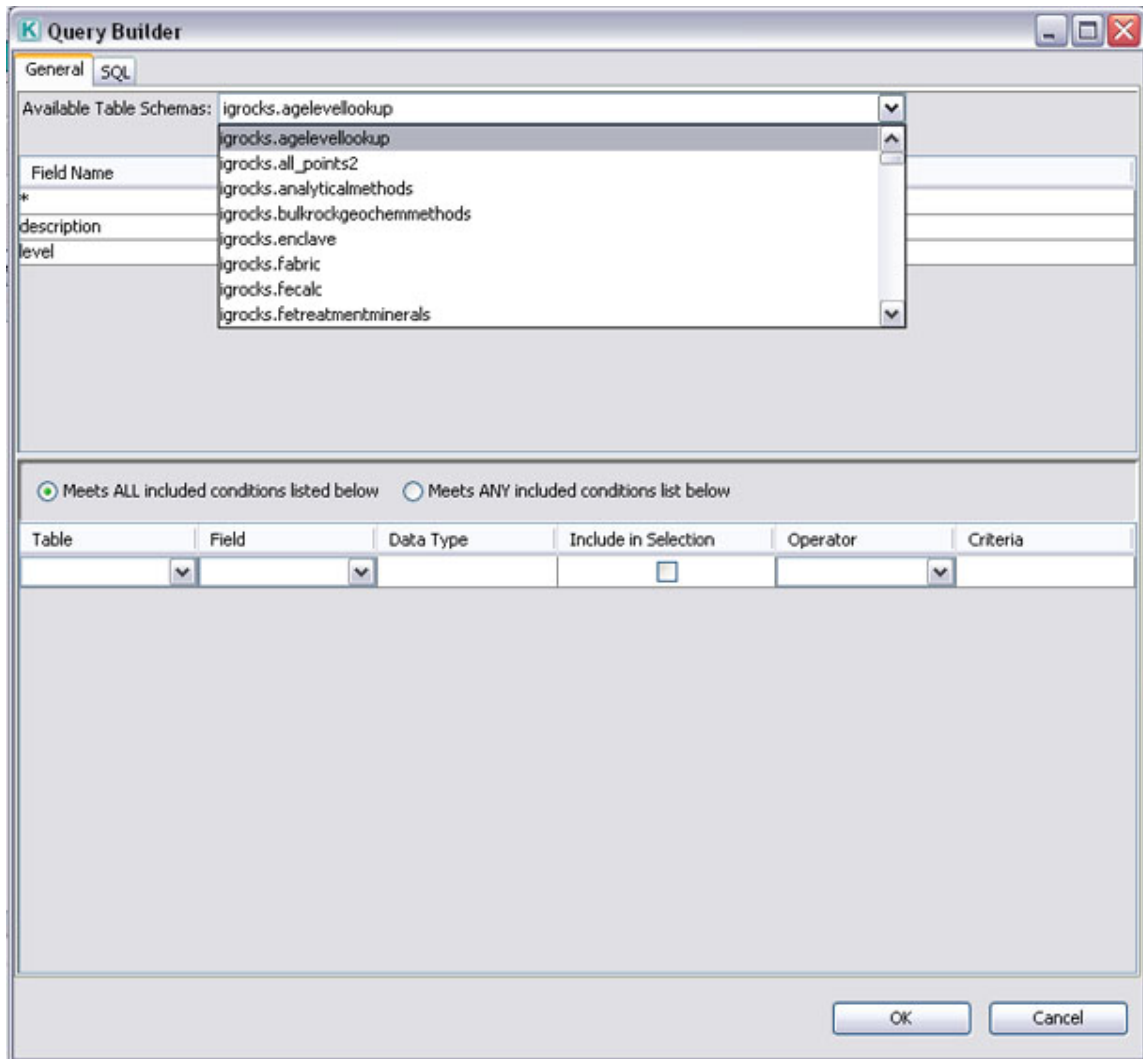 K Query Builder
General SQL
Available Table Schemas: igrocks.agelevellookup
igrocks.agelevellookup
igrocks.all_points2
igrocks.analyticalmethods
igrocks.bulkrockgeochemmethods
igrocks.enclave
igrocks.fabric
igrocks.fecalc
igrocks.fetreatmentminerals
Field Name
*
description
level
Meets ALL included conditions listed below Meets ANY included conditions list below
Table Field Data Type Include in Selection Operator Criteria
OK Cancel